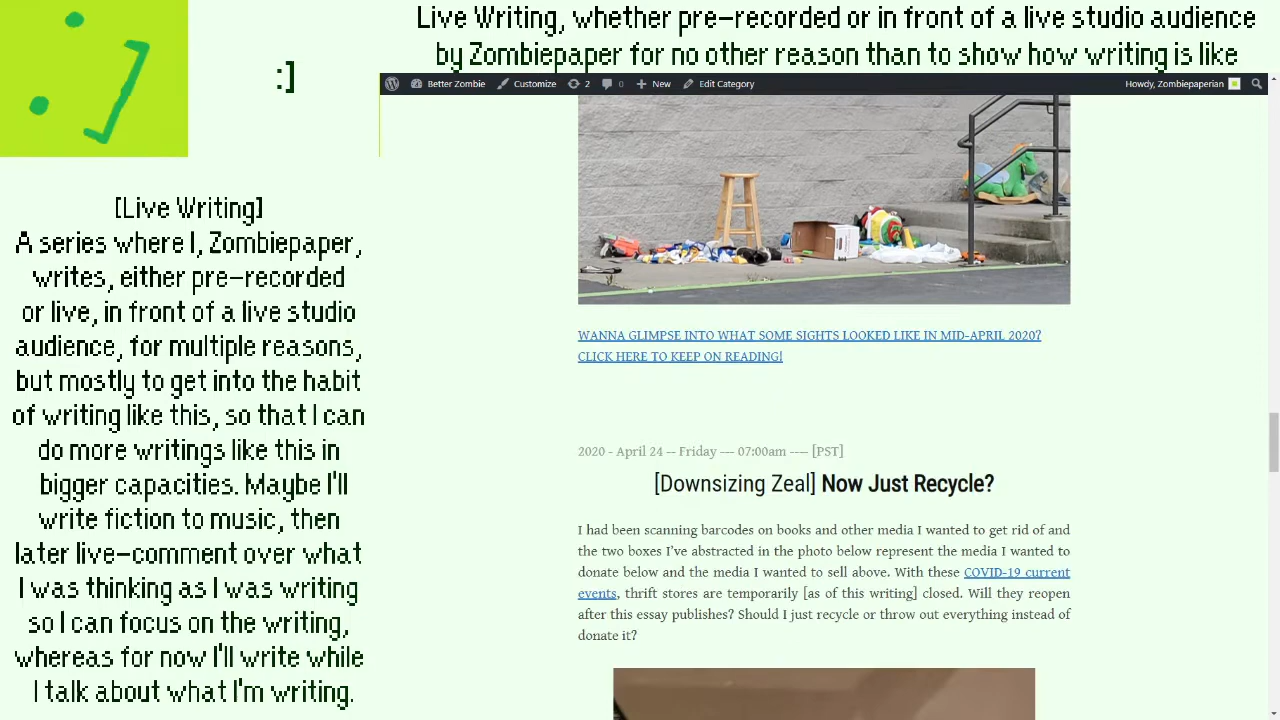 Live Writing, whether pre-recorded or in front of a live studio audience
by Zombiepaper for no other reason than to show how writing is like
:]
:]
Better Zombie Customize 2 0 New Edit Category Howdy, Zombiepaperian
[Live Writing]
A series where I, Zombiepaper,
writes, either pre-recorded
or live, in front of a live studio
audience, for multiple reasons,
but mostly to get into the habit
of writing like this, so that I can
do more writings like this in
bigger capacities. Maybe I'll
write fiction to music, then
later live-comment over what
I was thinking as I was writing
so I can focus on the writing,
whereas for now I'll write while
I talk about what I'm writing.
WANNA GLIMPSE INTO WHAT SOME SIGHTS LOOKED LIKE IN MID-APRIL 2020?
CLICK HERE TO KEEP ON READING!
2020 - April 24 -- Friday --- 07:00am ---- [PST]
[Downsizing Zeal] Now Just Recycle?
I had been scanning barcodes on books and other media I wanted to get rid of and
the two boxes I've abstracted in the photo below represent the media I wanted to
donate below and the media I wanted to sell above. With these COVID-19 current
events, thrift stores are temporarily [as of this writing] closed. Will they reopen
after this essay publishes? Should I just recycle or throw out everything instead of
donate it?